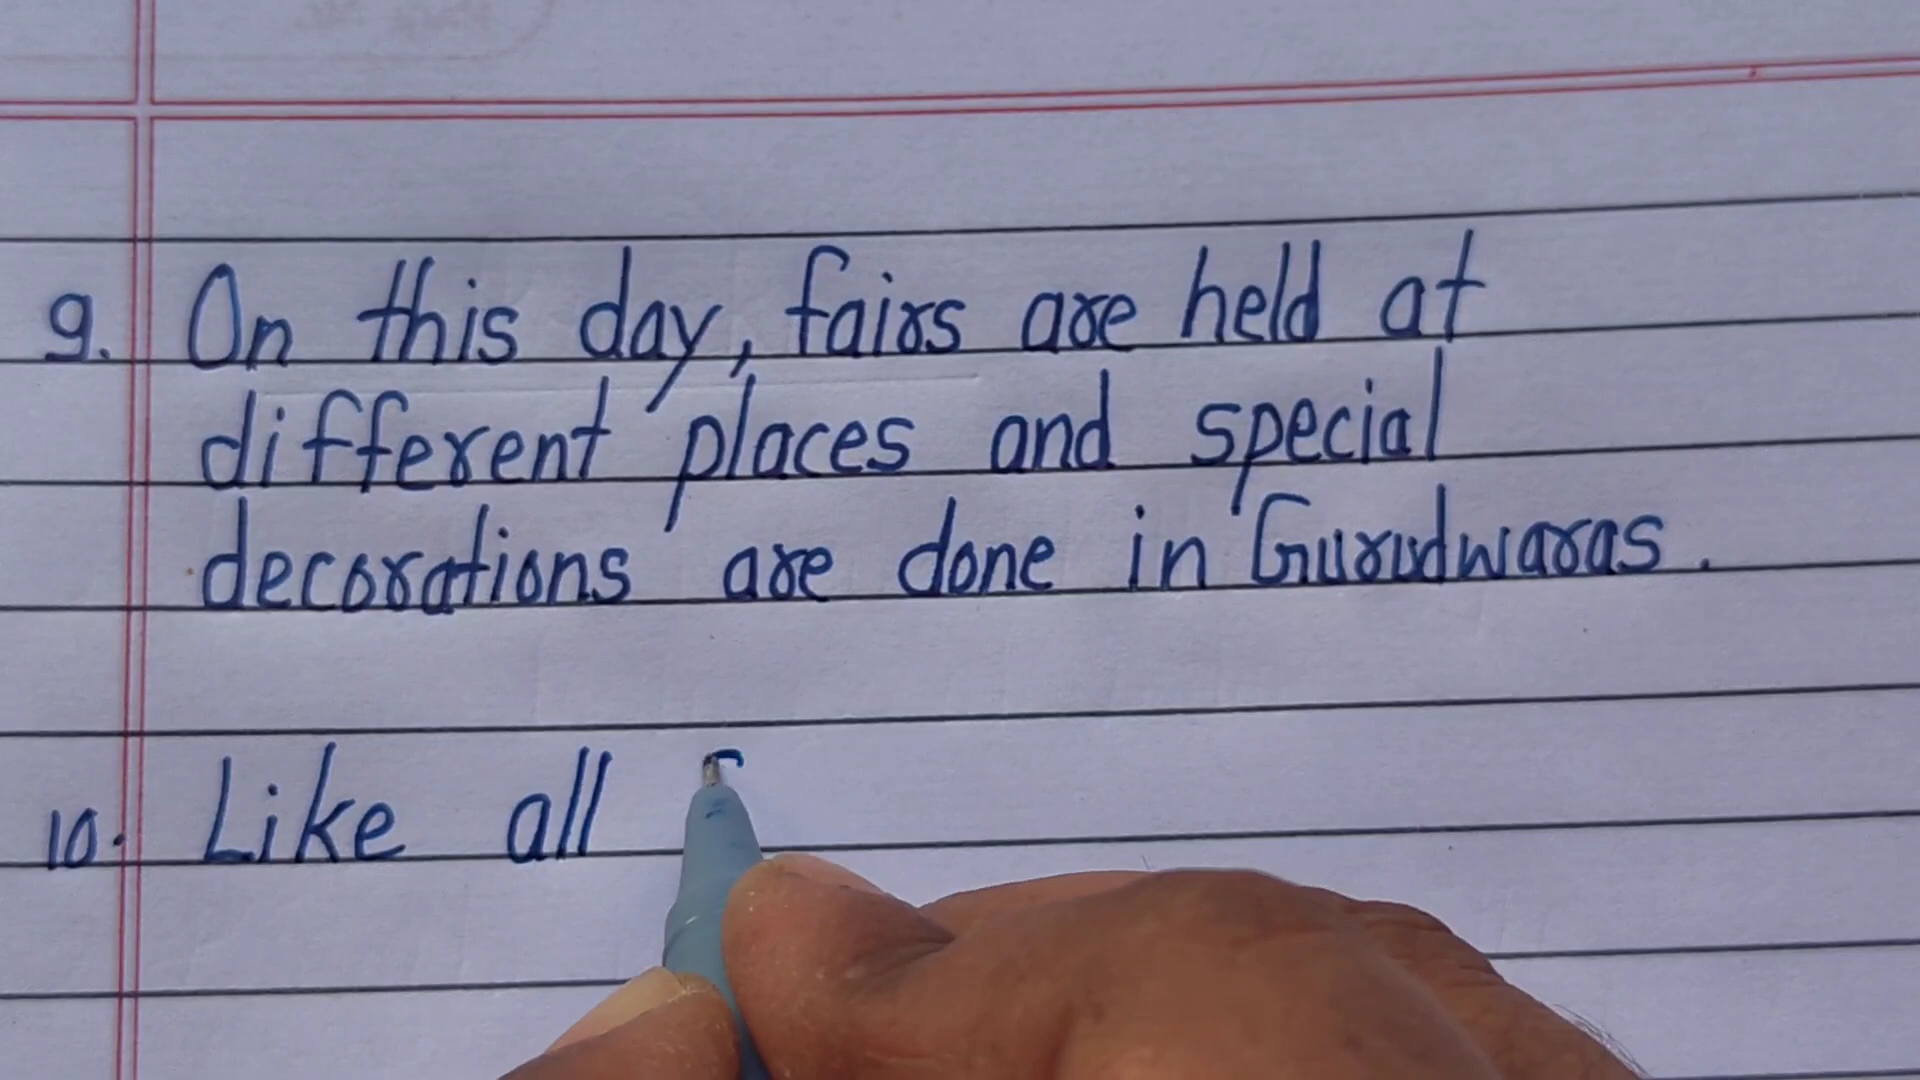 9. On this day, fairs are held at
different places and special
decorations are done in Gurudwaras.
10. Like all